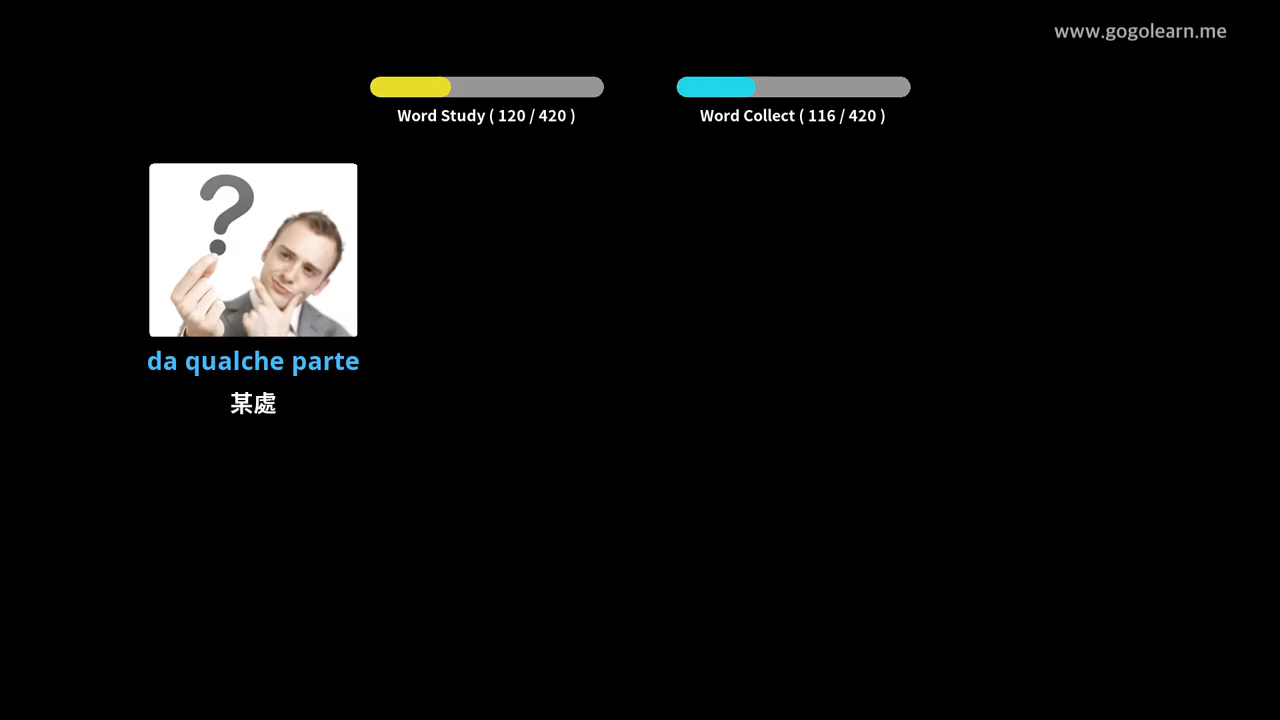 www.gogolearn.me
Word Study ( 120 / 420 )
Word Collect ( 116 / 420 )
?
da qualche parte
某處